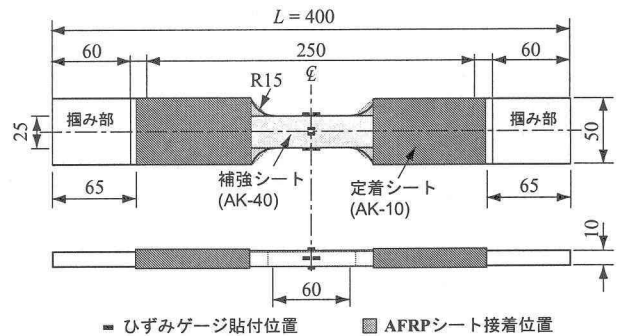 L = 400
60
250
60
℄
R15
25
掴み部
掴み部
50
補強シート
(AK-40)
定着シート
(AK-10)
65
65
10
60
ひずみゲージ貼付位置
AFRPシート接着位置